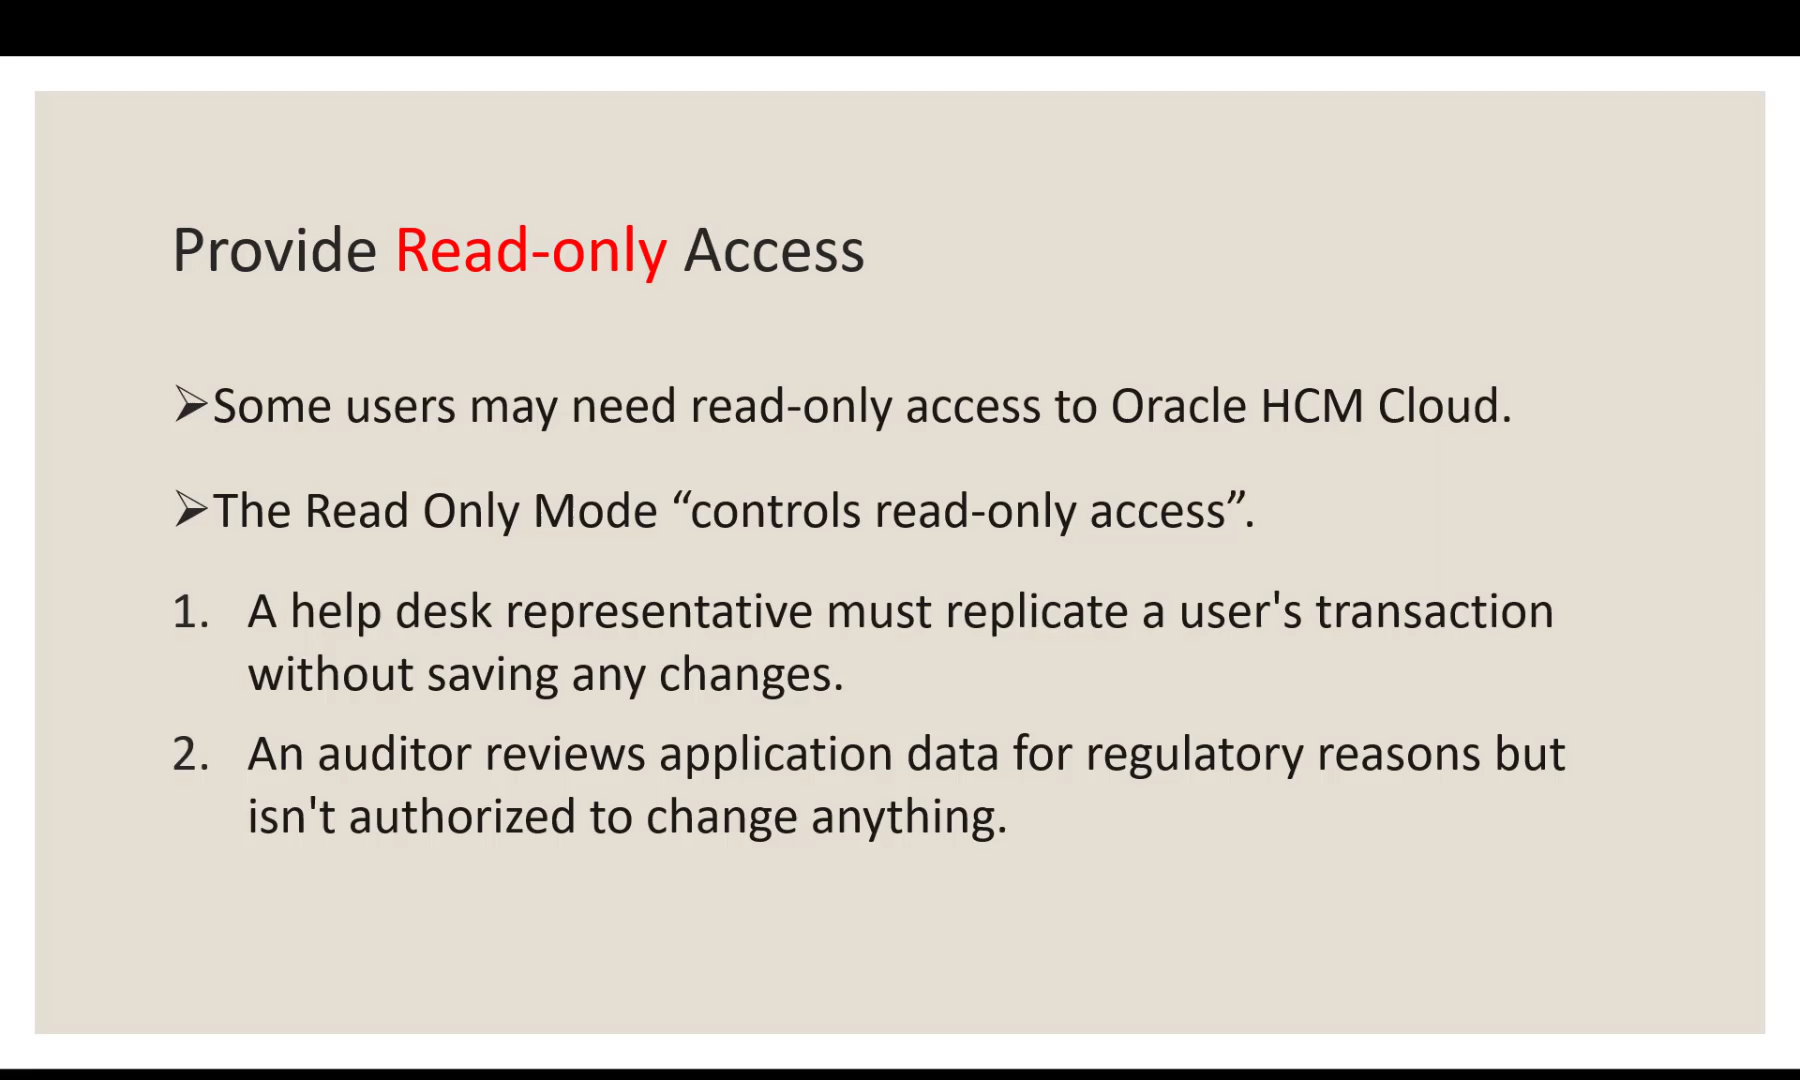 Provide Read-only Access
➢Some users may need read-only access to Oracle HCM Cloud.
➢The Read Only Mode “controls read-only access”.
1. A help desk representative must replicate a user's transaction
without saving any changes.
2. An auditor reviews application data for regulatory reasons but
isn't authorized to change anything.